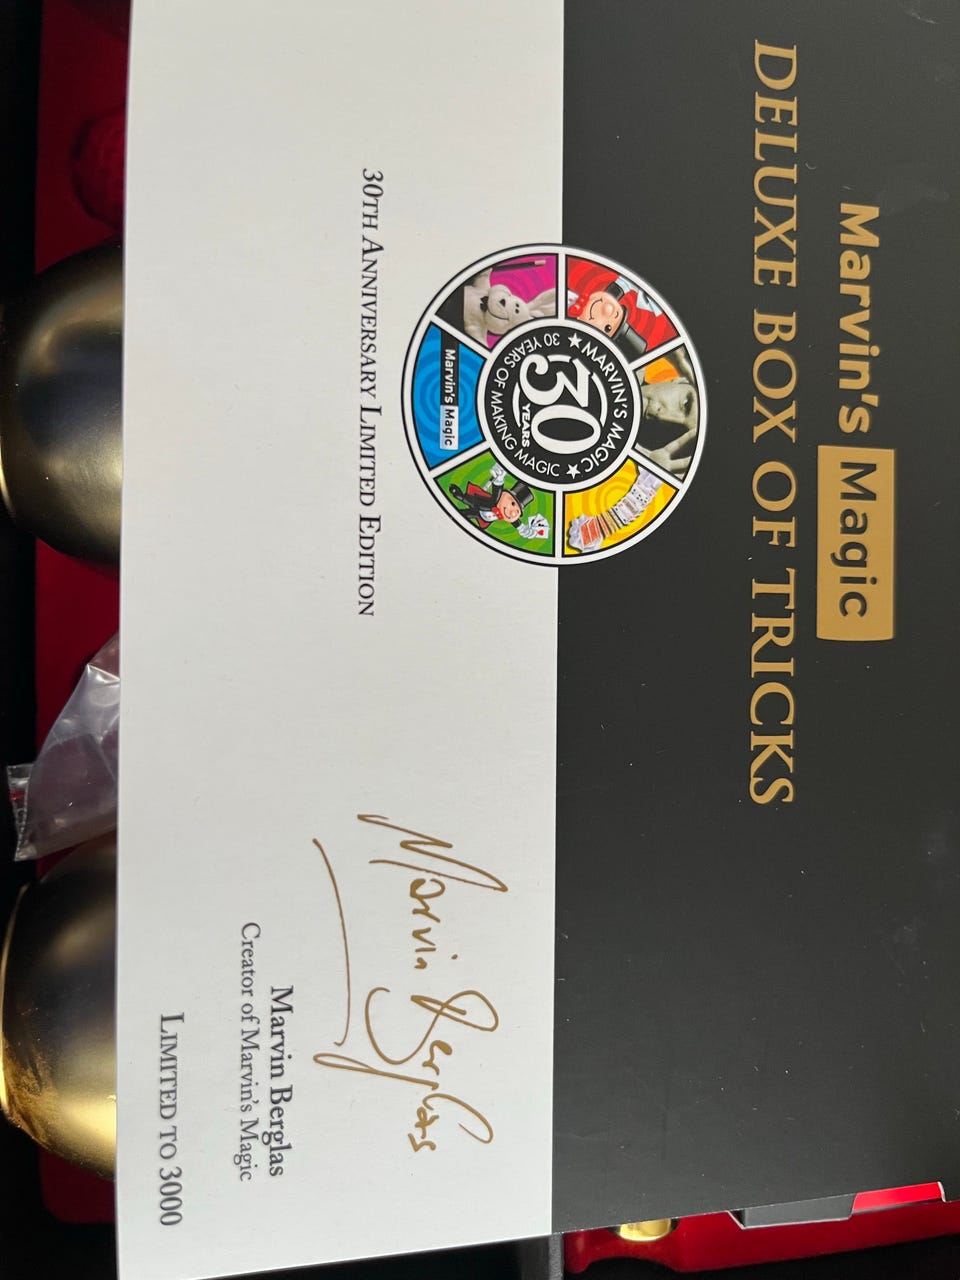 Marvin's Magic
DELUXE BOX OF TRICKS
★ MARVIN'S MAGIC ★
30
YEARS
30 YEARS OF MAKING MAGIC
Marvin's Magic
30TH ANNIVERSARY LIMITED EDITION
Marvin Berglas
Marvin Berglas
Creator of Marvin's Magic
LIMITED TO 3000